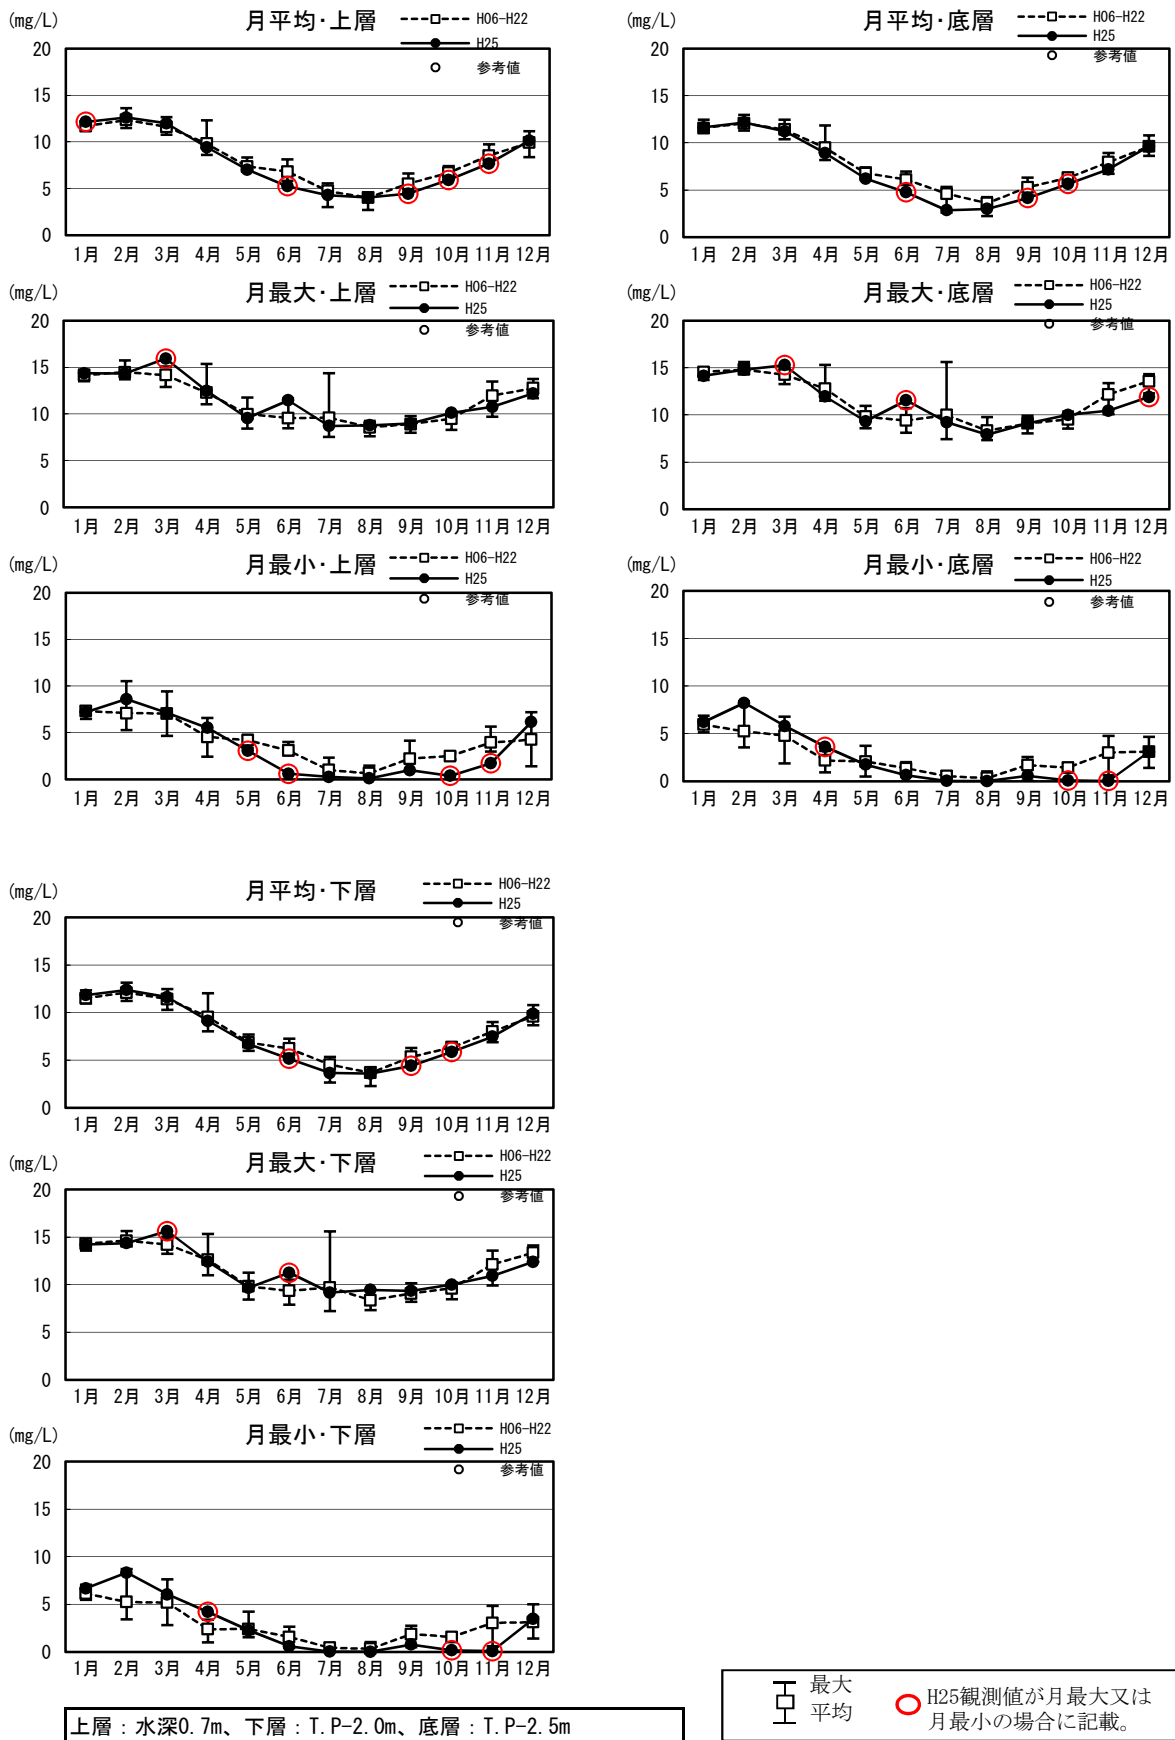 (mg/L) 月平均・上層 H06-H22
H25
参考値
20
15
10
5
0
1月 2月 3月 4月 5月 6月 7月 8月 9月 10月 11月 12月
(mg/L) 月平均・底層 H06-H22
H25
参考値
20
15
10
5
0
1月 2月 3月 4月 5月 6月 7月 8月 9月 10月 11月 12月
(mg/L) 月最大・上層 H06-H22
H25
参考値
20
15
10
5
0
1月 2月 3月 4月 5月 6月 7月 8月 9月 10月 11月 12月
(mg/L) 月最大・底層 H06-H22
H25
参考値
20
15
10
5
0
1月 2月 3月 4月 5月 6月 7月 8月 9月 10月 11月 12月
(mg/L) 月最小・上層 H06-H22
H25
参考値
20
15
10
5
0
1月 2月 3月 4月 5月 6月 7月 8月 9月 10月 11月 12月
(mg/L) 月最小・底層 H06-H22
H25
参考値
20
15
10
5
0
1月 2月 3月 4月 5月 6月 7月 8月 9月 10月 11月 12月
(mg/L) 月平均・下層 H06-H22
H25
参考値
20
15
10
5
0
1月 2月 3月 4月 5月 6月 7月 8月 9月 10月 11月 12月
(mg/L) 月最大・下層 H06-H22
H25
参考値
20
15
10
5
0
1月 2月 3月 4月 5月 6月 7月 8月 9月 10月 11月 12月
(mg/L) 月最小・下層 H06-H22
H25
参考値
20
15
10
5
0
1月 2月 3月 4月 5月 6月 7月 8月 9月 10月 11月 12月
上層：水深0.7m、下層：T.P-2.0m、底層：T.P-2.5m
最大
平均
H25観測値が月最大又は
月最小の場合に記載。